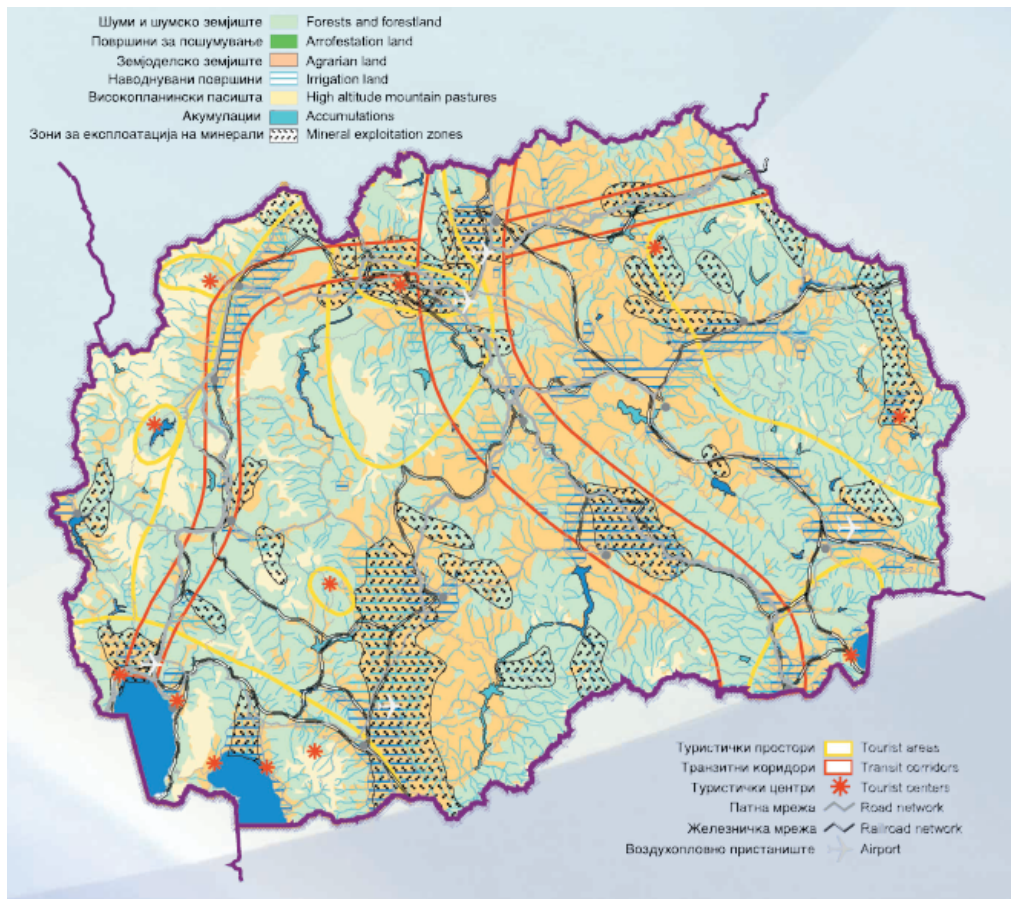 Шуми и шумско земјиште Forests and forestland
Површини за пошумување Arrofestation land
Земјоделско земјиште Agrarian land
Наводнувани површини Irrigation land
Високопланински пасишта High altitude mountain pastures
Акумулации Accumulations
Зони за експлоатација на минерали Mineral exploitation zones
Туристички простори Tourist areas
Транзитни коридори Transit corridors
Туристички центри Tourist centers
Патна мрежа Road network
Железничка мрежа Railroad network
Воздухопловно пристаниште Airport